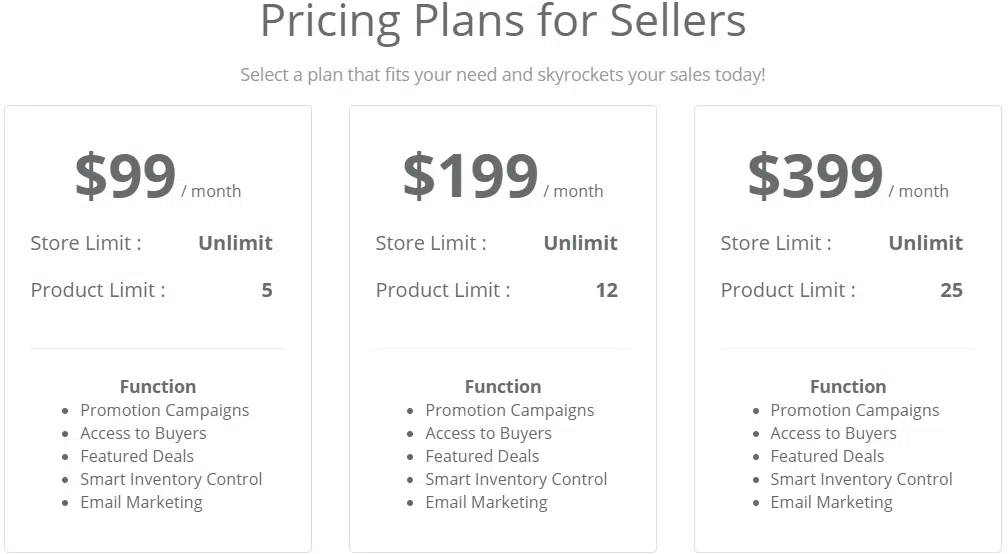 Pricing Plans for Sellers
Select a plan that fits your need and skyrockets your sales today!
$99 / month
Store Limit : Unlimit
Product Limit : 5
Function
• Promotion Campaigns
• Access to Buyers
• Featured Deals
• Smart Inventory Control
• Email Marketing
$199 / month
Store Limit : Unlimit
Product Limit : 12
Function
• Promotion Campaigns
• Access to Buyers
• Featured Deals
• Smart Inventory Control
• Email Marketing
$399 / month
Store Limit : Unlimit
Product Limit : 25
Function
• Promotion Campaigns
• Access to Buyers
• Featured Deals
• Smart Inventory Control
• Email Marketing